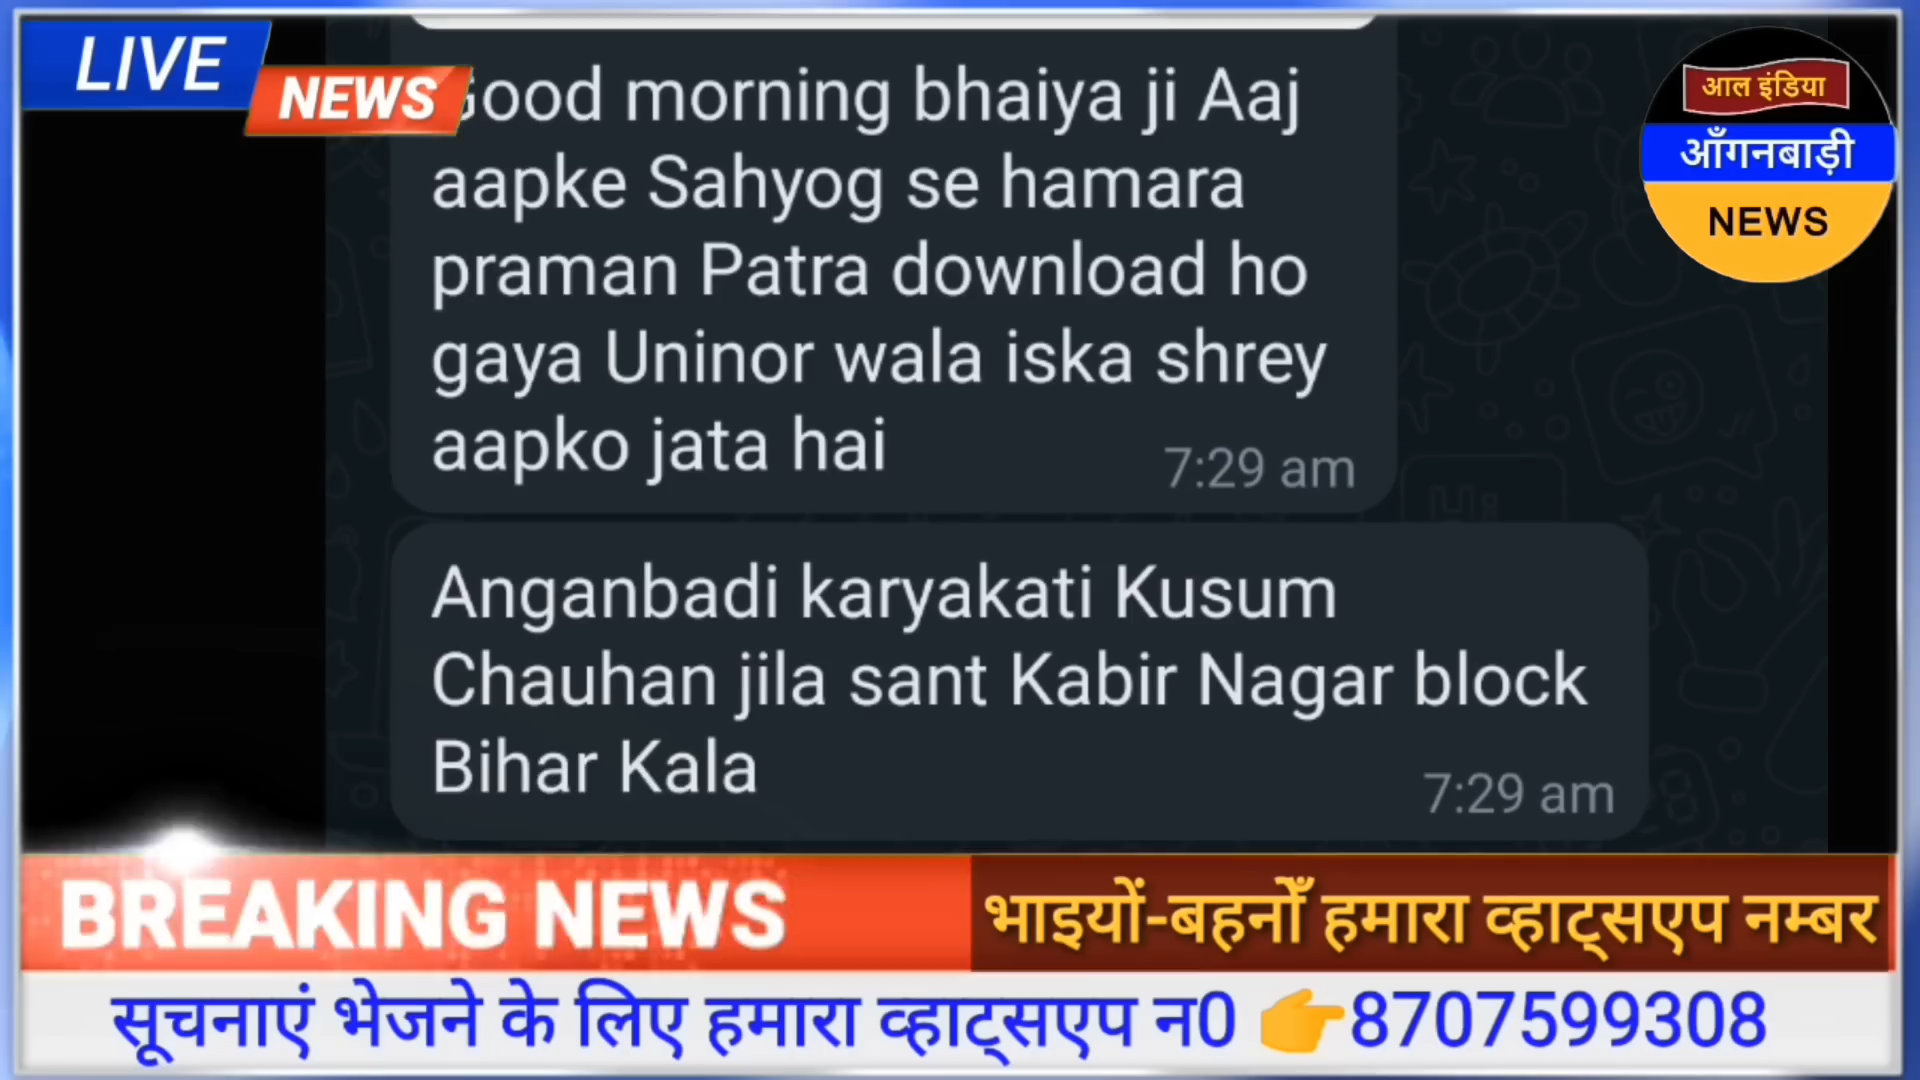 LIVE
NEWS
Good morning bhaiya ji Aaj
aapke Sahyog se hamara
praman Patra download ho
gaya Uninor wala iska shrey
aapko jata hai
7:29 am
Anganbadi karyakati Kusum
Chauhan jila sant Kabir Nagar block
Bihar Kala
7:29 am
आल इंडिया
आँगनबाड़ी
NEWS
BREAKING NEWS
भाइयों-बहनोँ हमारा व्हाट्सएप नम्बर
सूचनाएं भेजने के लिए हमारा व्हाट्सएप न0 👉8707599308